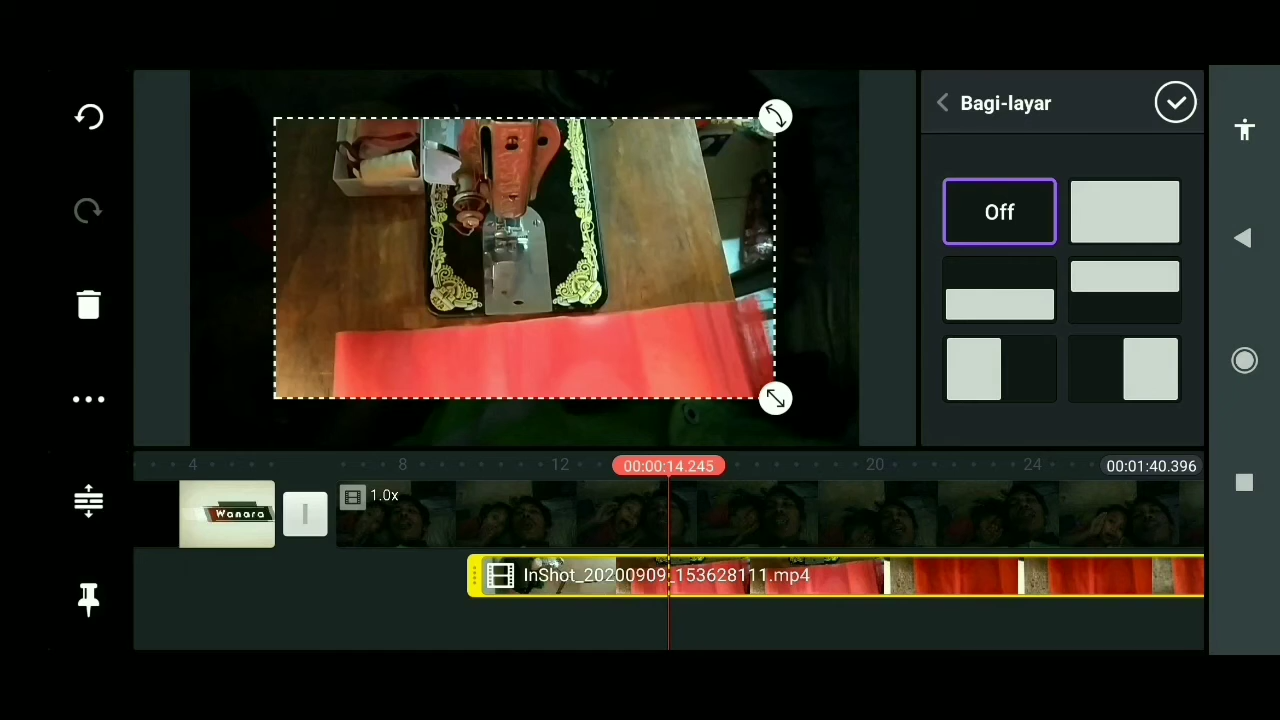 Bagi-layar
Off
4
8
12
00:00:14.245
20
24
00:01:40.396
Wanara
1.0x
InShot_20200909_153628111.mp4